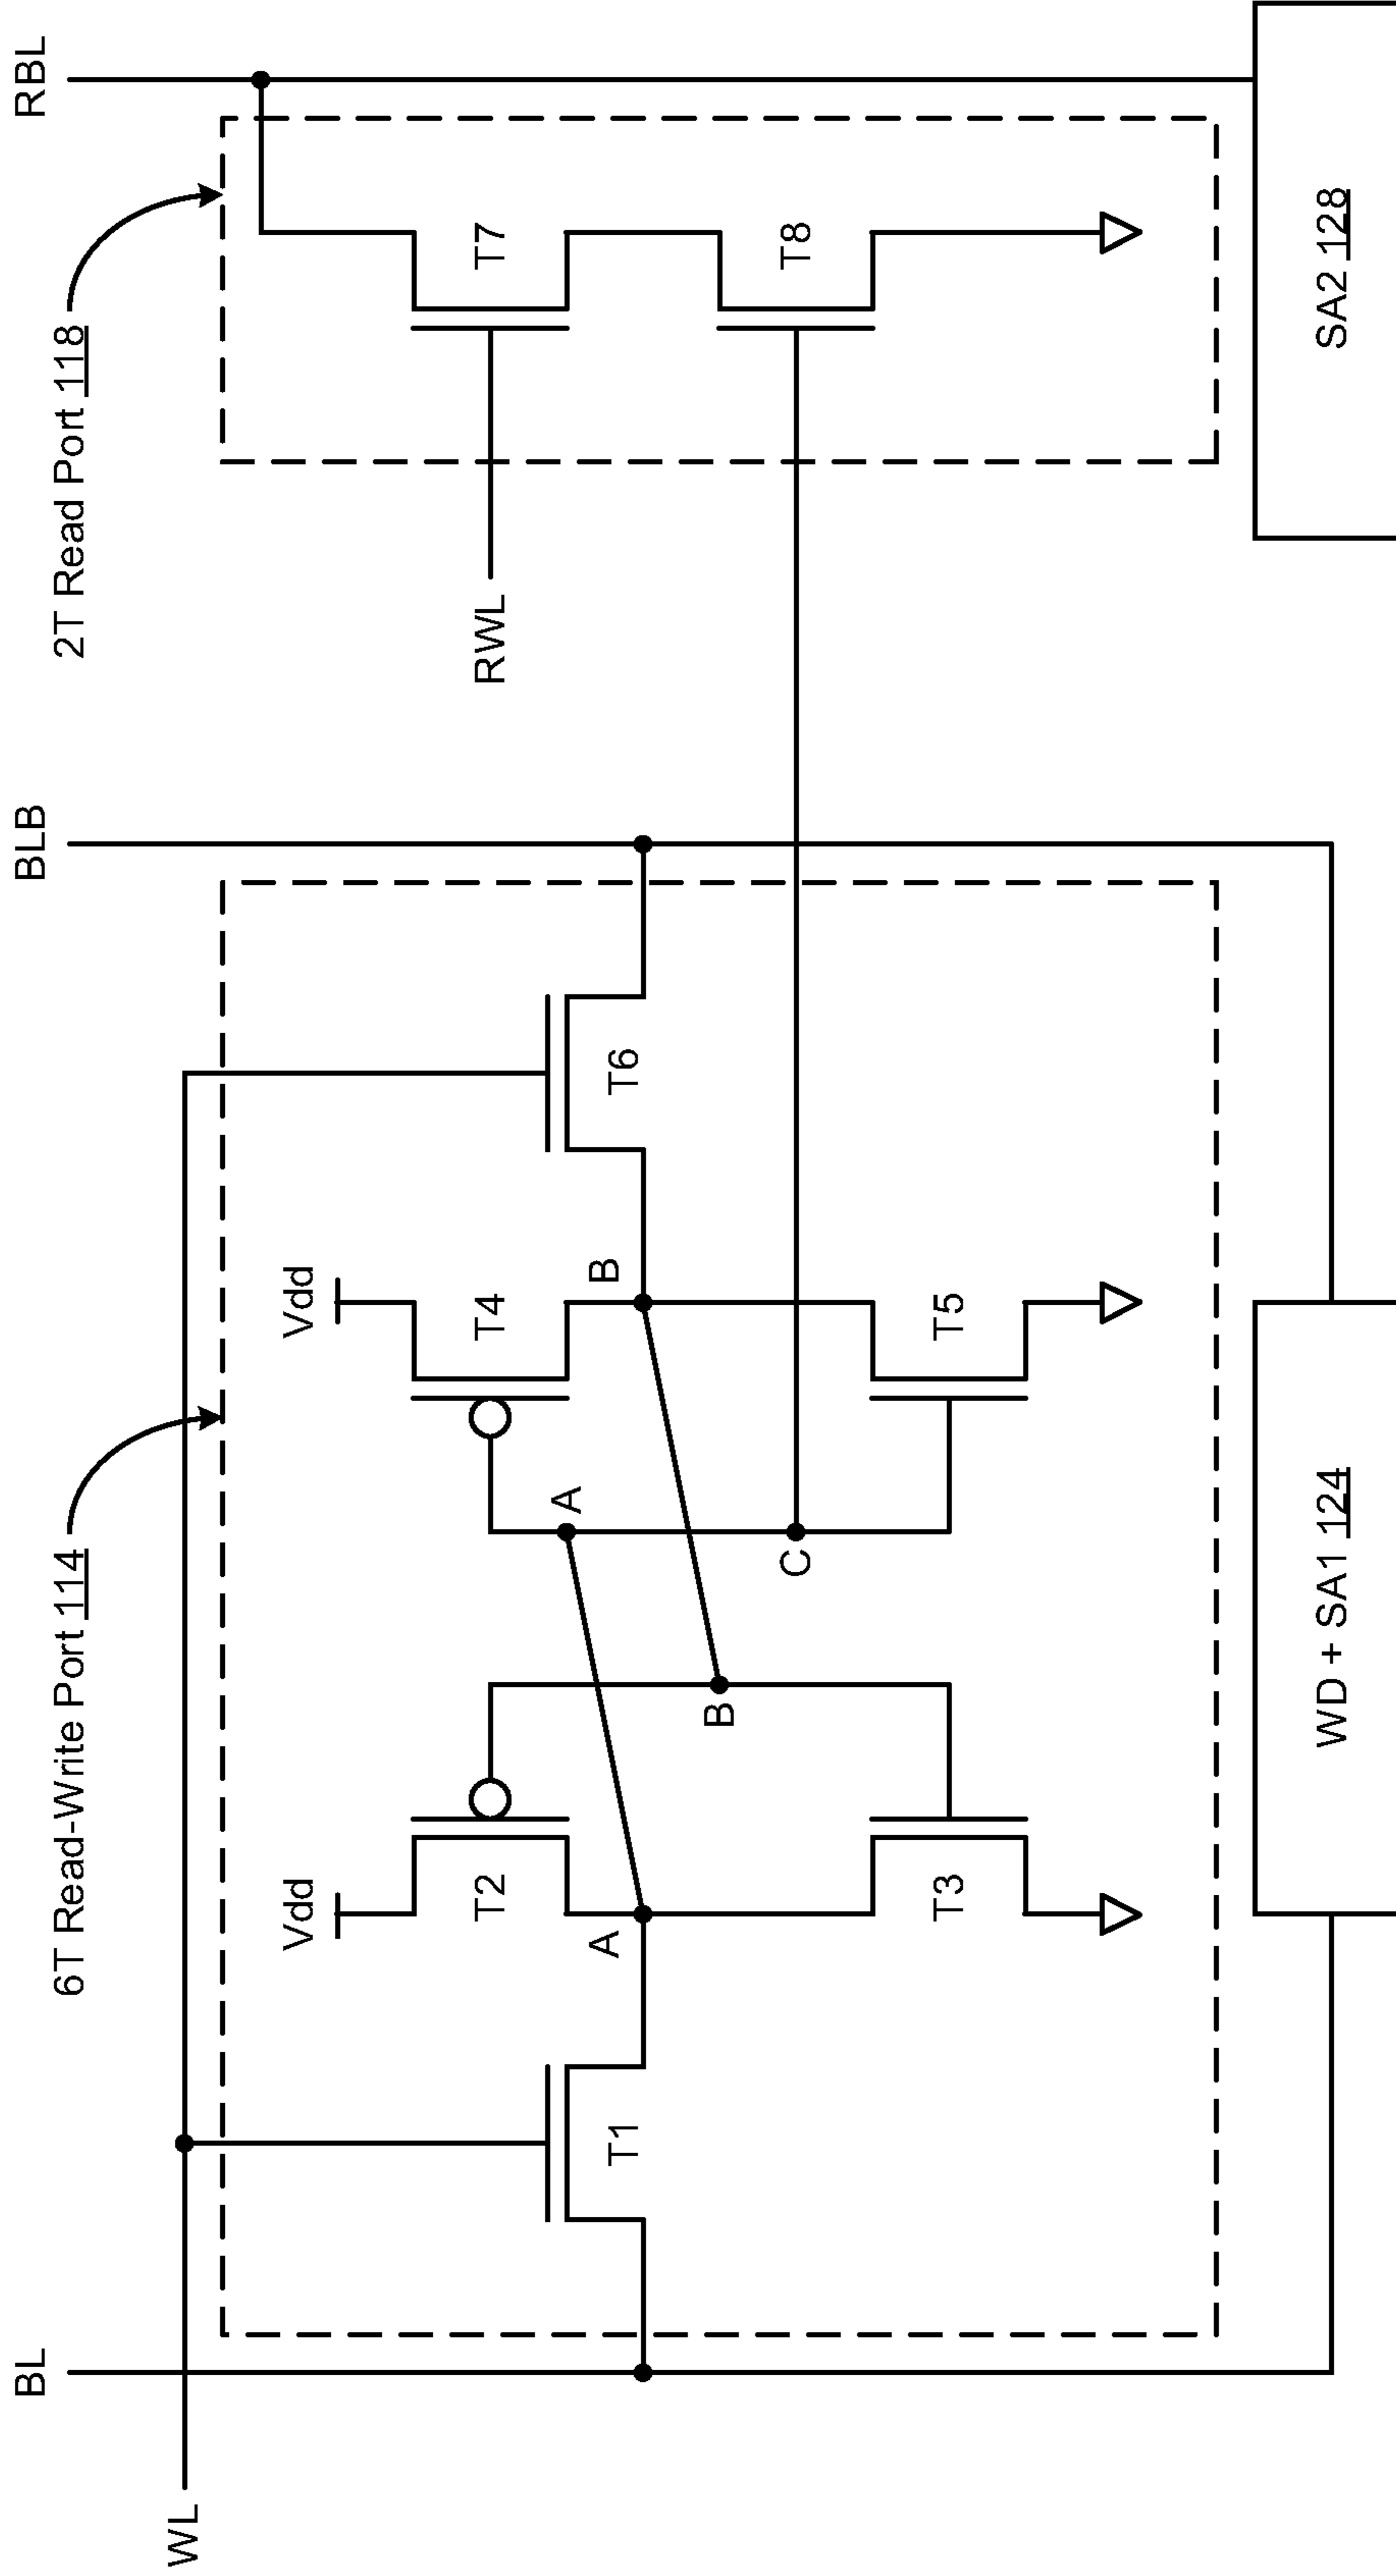 BL
BLB
RBL
6T Read-Write Port 114
2T Read Port 118
WL
Vdd
Vdd
T2
T4
RWL
T7
A
T1
A
B
T6
B
C
T8
T3
T5
WD + SA1 124
SA2 128